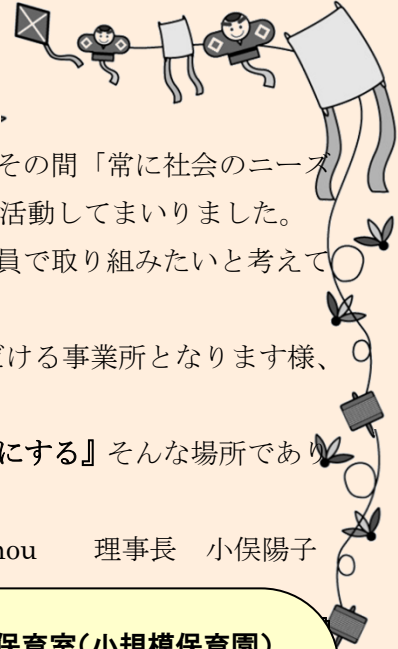 その間「常に社会のニーズ
活動してまいりました。
員で取り組みたいと考えて
ける事業所となります様、
にする』そんな場所であり
hou　　理事長　小俣陽子
保育室(小規模保育園)